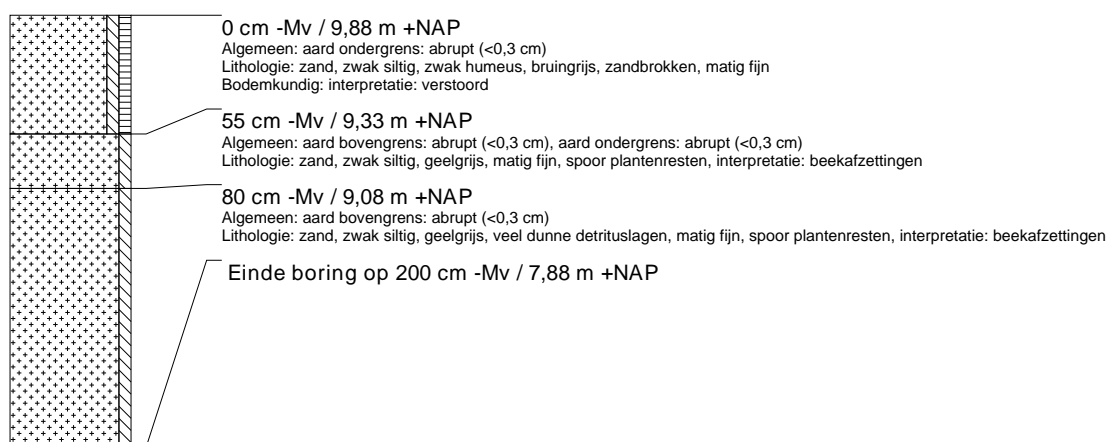 0 cm -Mv / 9,88 m +NAP
Algemeen: aard ondergrens: abrupt (<0,3 cm)
Lithologie: zand, zwak siltig, zwak humeus, bruingrijs, zandbrokken, matig fijn
Bodemkundig: interpretatie: verstoord
55 cm -Mv / 9,33 m +NAP
Algemeen: aard bovengrens: abrupt (<0,3 cm), aard ondergrens: abrupt (<0,3 cm)
Lithologie: zand, zwak siltig, geelgrijs, matig fijn, spoor plantenresten, interpretatie: beekafzettingen
80 cm -Mv / 9,08 m +NAP
Algemeen: aard bovengrens: abrupt (<0,3 cm)
Lithologie: zand, zwak siltig, geelgrijs, veel dunne detrituslagen, matig fijn, spoor plantenresten, interpretatie: beekafzettingen
Einde boring op 200 cm -Mv / 7,88 m +NAP